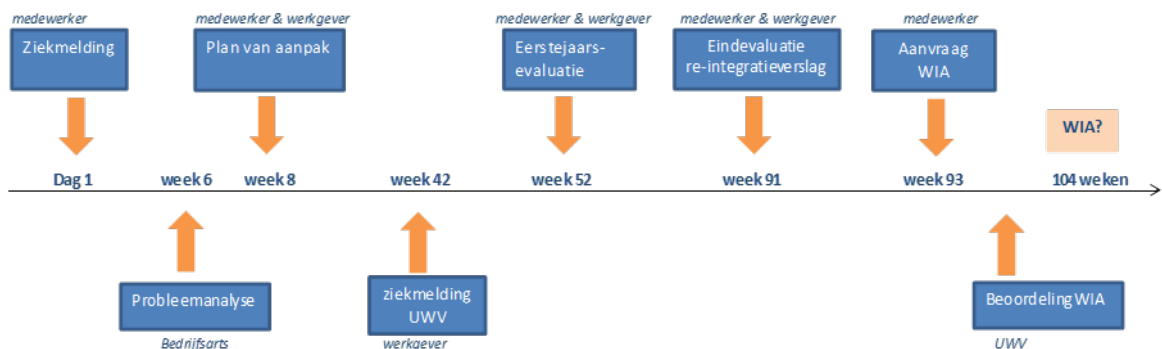 medewerker
medewerker & werkgever
medewerker & werkgever
medewerker & werkgever
medewerker
Ziekmelding
Plan van aanpak
Eerstejaars-
evaluatie
Eindevaluatie
re-integratieverslag
Aanvraag
WIA
WIA?
Dag 1
week 6
week 8
week 42
week 52
week 91
week 93
104 weken
Probleemanalyse
ziekmelding
UWV
Beoordeling WIA
Bedrijfsarts
werkgever
UWV